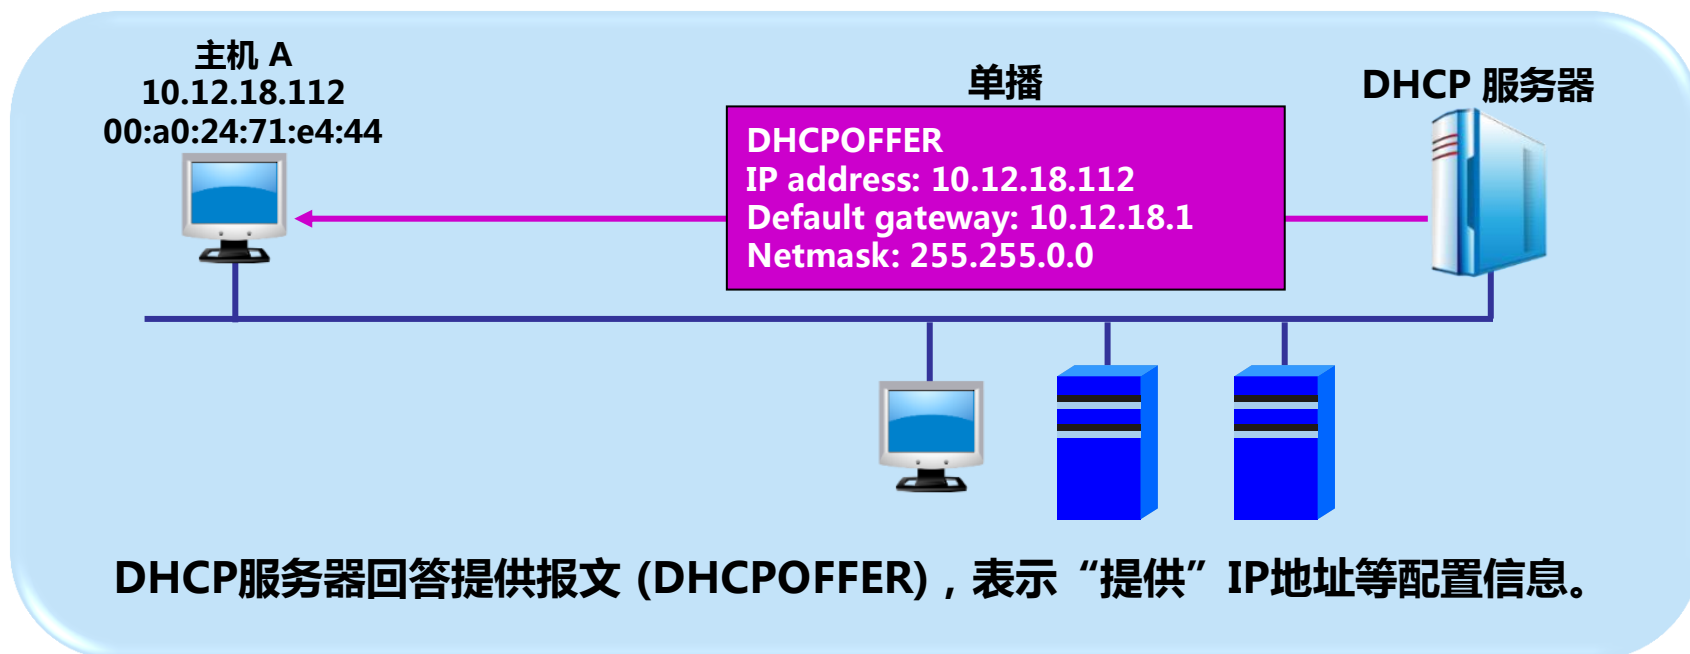 主机 A
10.12.18.112
00:a0:24:71:e4:44
单播
DHCP 服务器
DHCPOFFER
IP address: 10.12.18.112
Default gateway: 10.12.18.1
Netmask: 255.255.0.0
DHCP服务器回答提供报文 (DHCPOFFER)，表示“提供”IP地址等配置信息。